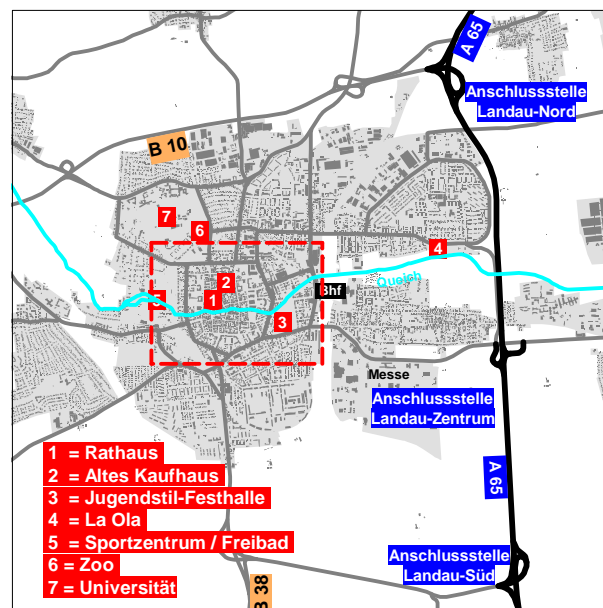 A 65
Anschlussstelle
Landau-Nord
B 10
7
6
4
2
Queich
Bhf
1
3
Messe
Anschlussstelle
Landau-Zentrum
1 = Rathaus
2 = Altes Kaufhaus
3 = Jugendstil-Festhalle
4 = La Ola
5 = Sportzentrum / Freibad
6 = Zoo
7 = Universität
A 65
Anschlussstelle
Landau-Süd
B 38